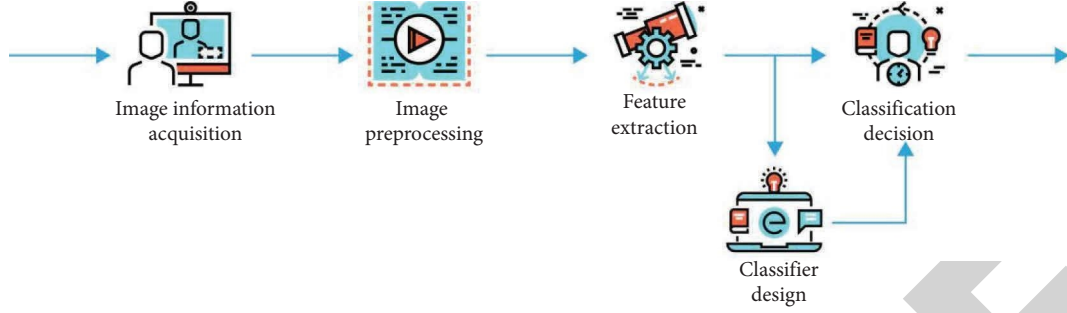 Image information
acquisition
Image
preprocessing
Feature
extraction
Classification
decision
e
Classifier
design